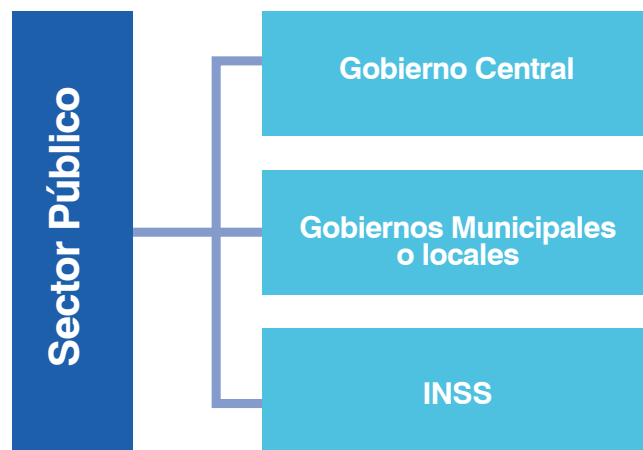 Sector Público
Gobierno Central
Gobiernos Municipales
o locales
INSS